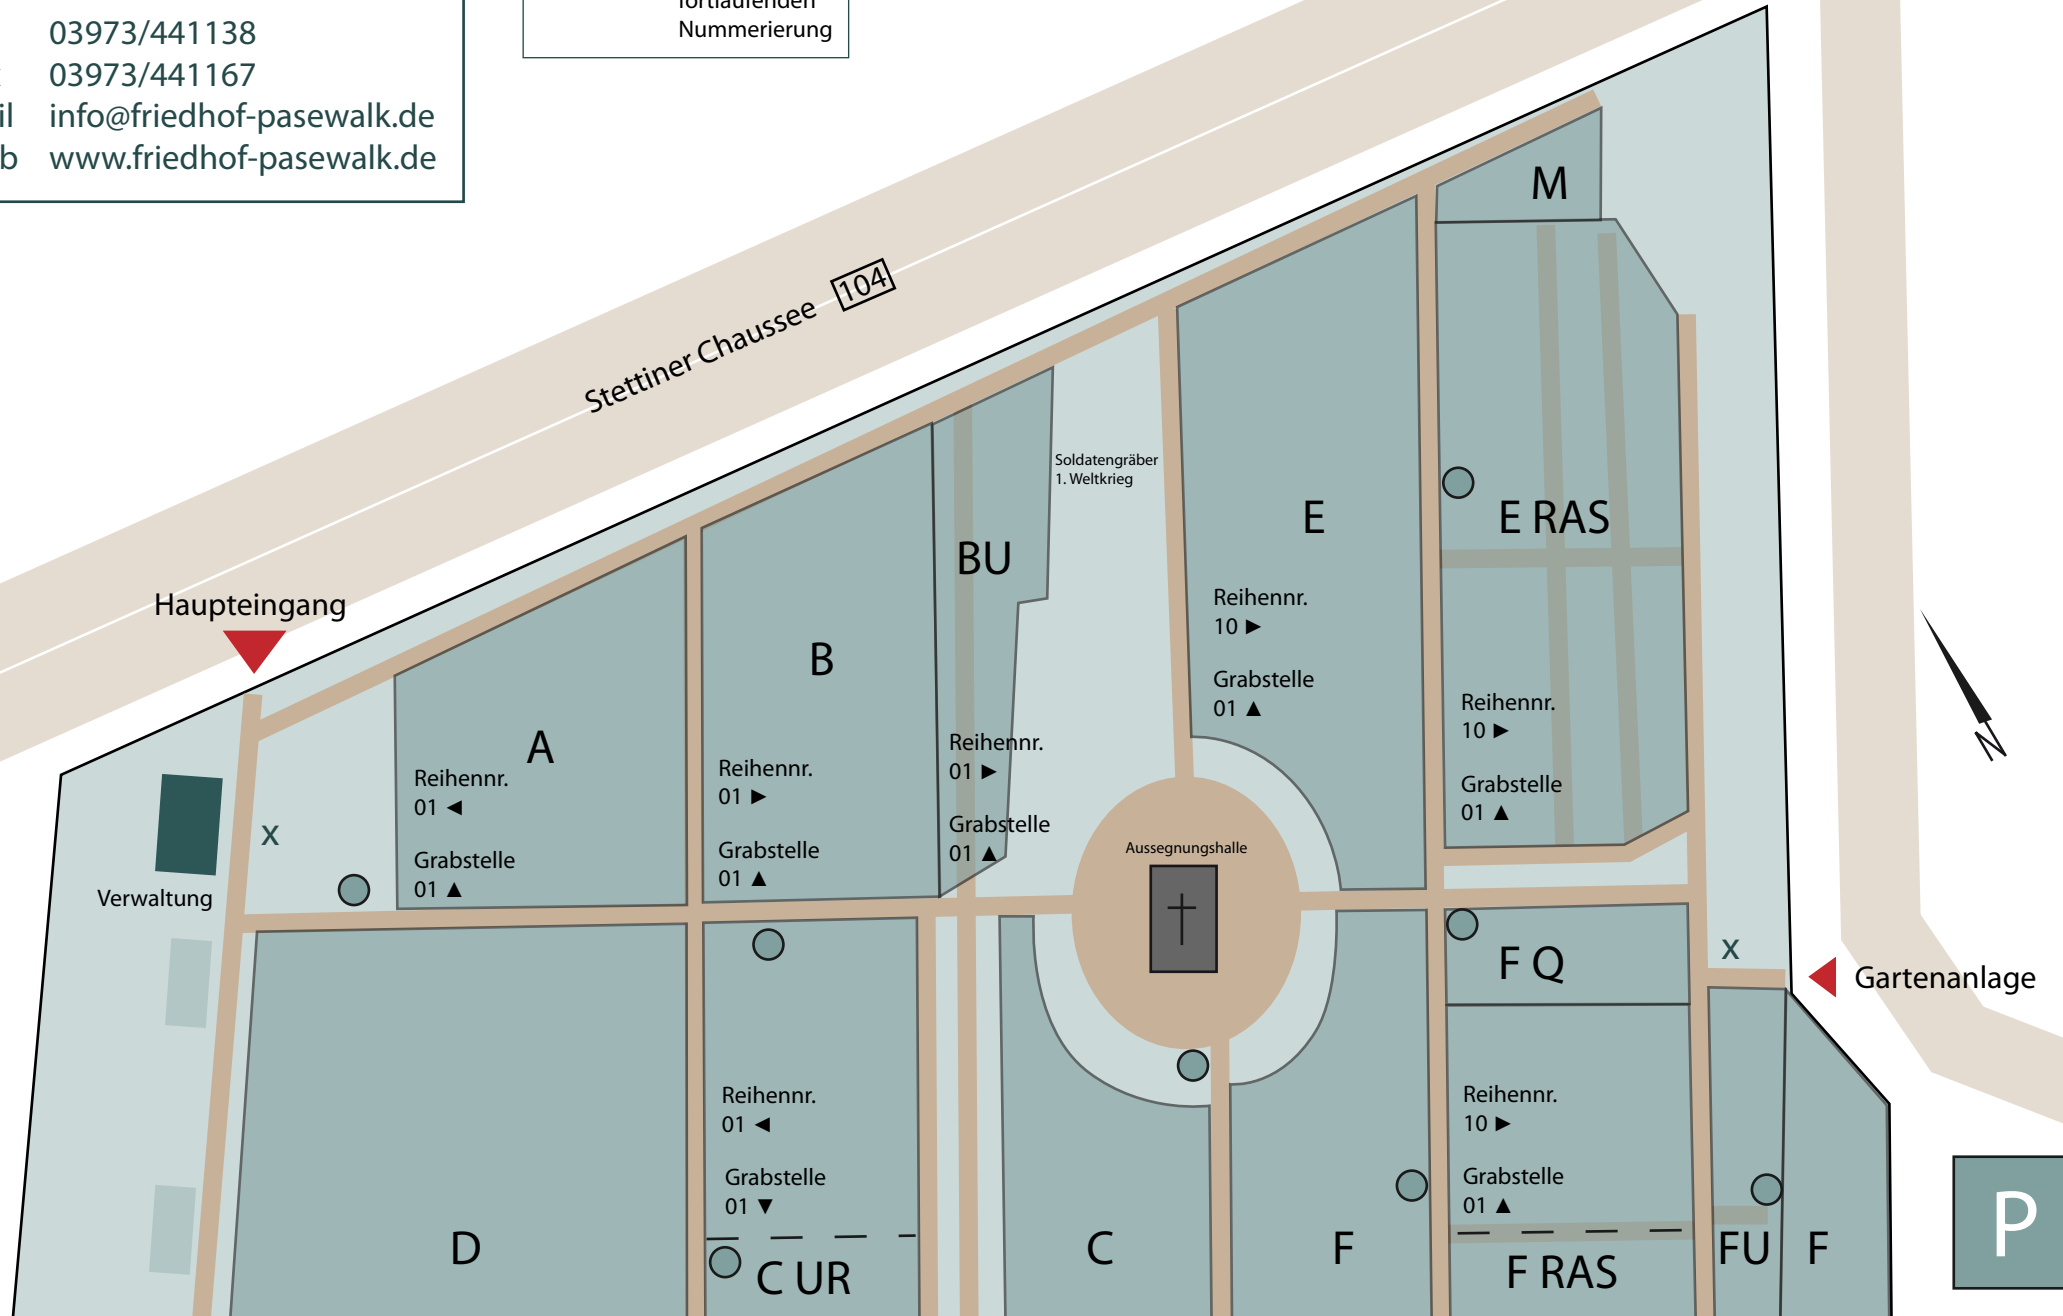 03973/441138
03973/441167
il info@friedhof-pasewalk.de
b www.friedhof-pasewalk.de
fortlaufenden
Nummerierung
Stettiner Chaussee 104
Haupteingang
Verwaltung
x
A
Reihennr.
01 ◄
Grabstelle
01 ▲
B
Reihennr.
01 ►
Grabstelle
01 ▲
BU
Reihennr.
01 ►
Grabstelle
01 ▲
Soldatengräber
1. Weltkrieg
E
Reihennr.
10 ►
Grabstelle
01 ▲
M
E RAS
Reihennr.
10 ►
Grabstelle
01 ▲
N
Aussegnungshalle
F Q
x
Gartenanlage
D
Reihennr.
01 ◄
Grabstelle
01 ▼
C UR
C
F
Reihennr.
10 ►
Grabstelle
01 ▲
F RAS
FU
F
P